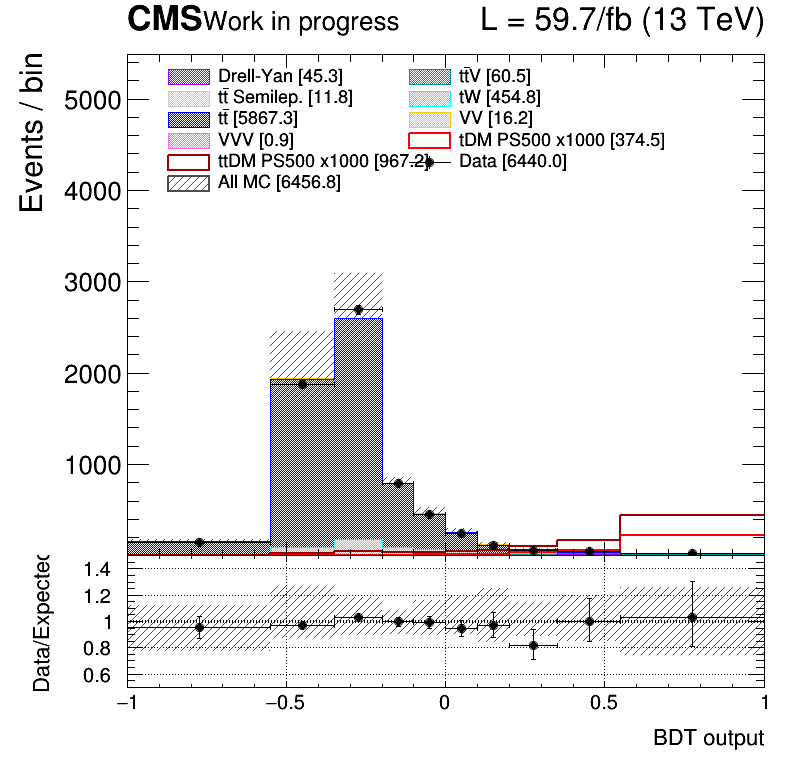 CMS Work in progress L = 59.7/fb (13 TeV)
Events / bin
5000
4000
3000
2000
1000
Drell-Yan [45.3] tt̄V [60.5]
tt̄ Semilep. [11.8] tW [454.8]
tt̄ [5867.3] VV [16.2]
VVV [0.9] tDM PS500 x1000 [374.5]
ttDM PS500 x1000 [967.2] Data [6440.0]
All MC [6456.8]
Data/Expected
1.4
1.2
1
0.8
0.6
−1 −0.5 0 0.5 1
BDT output